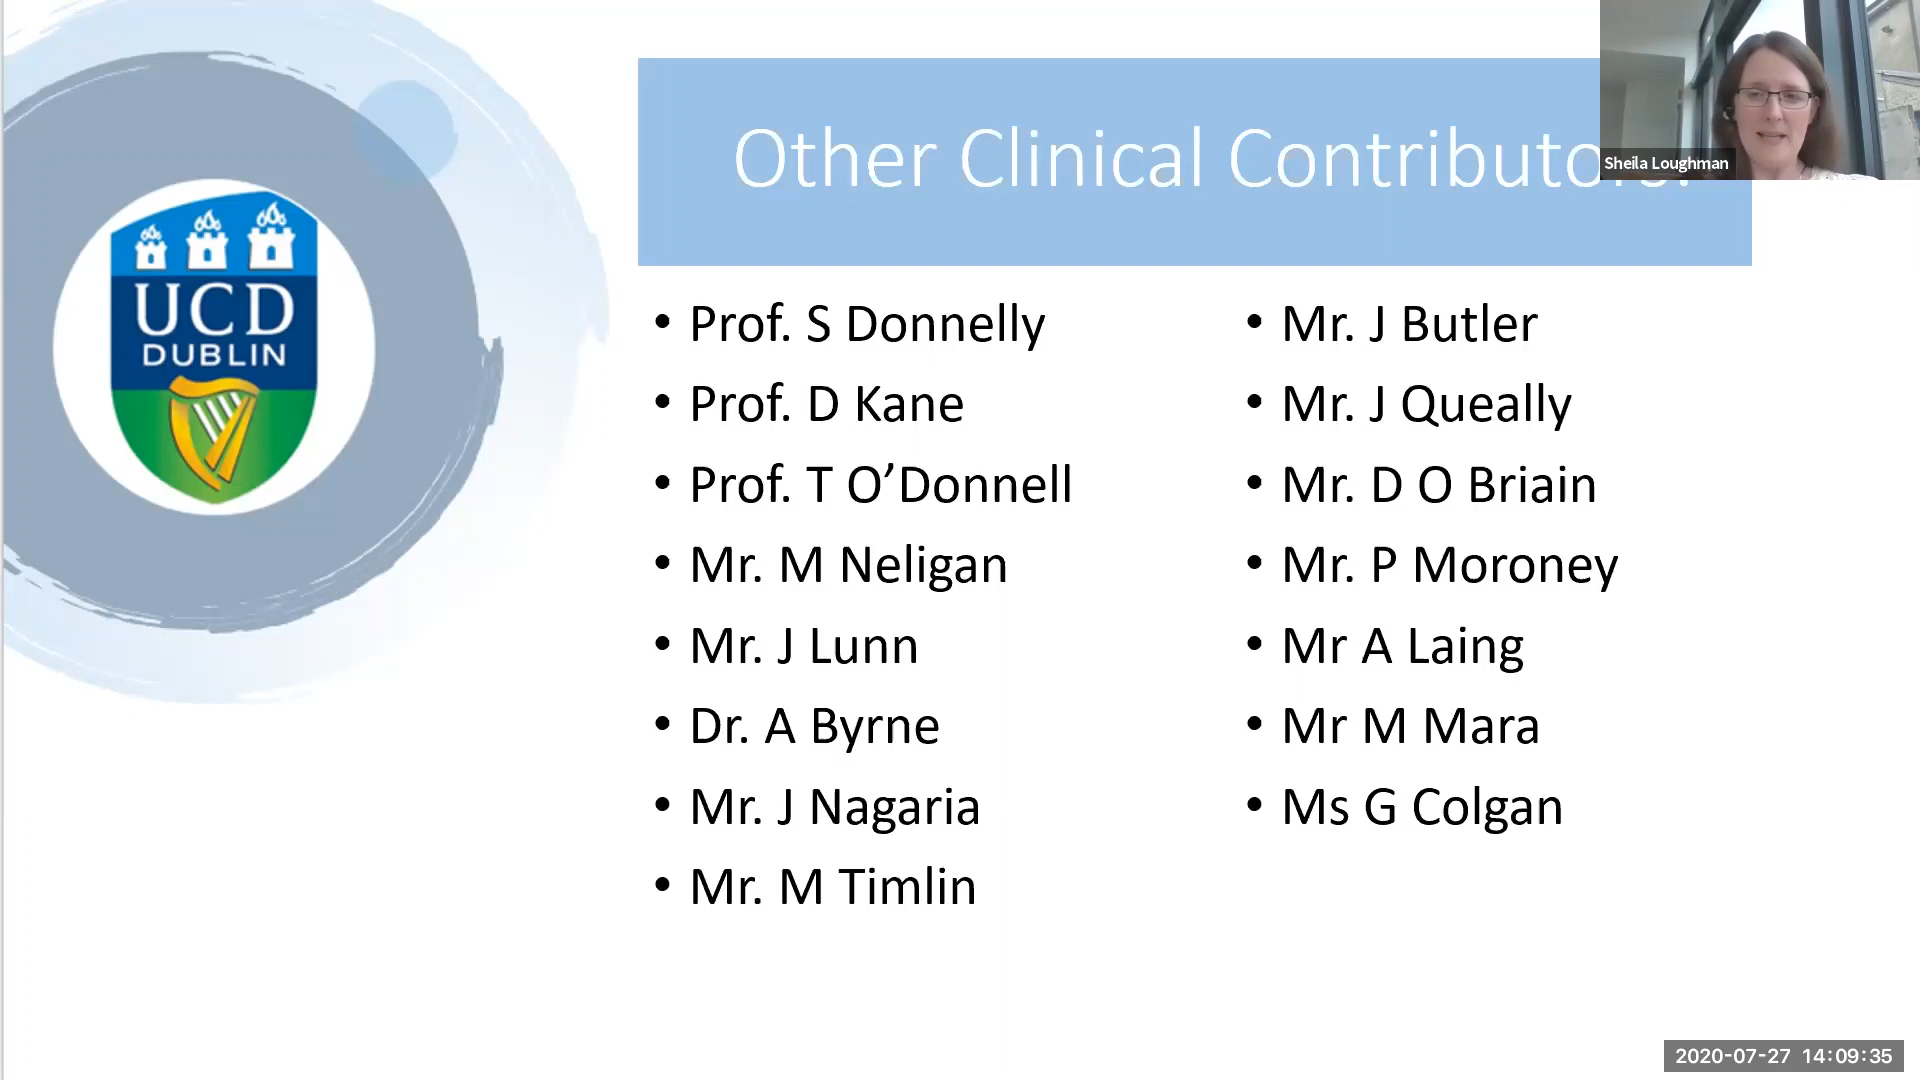 Other Clinical
Sheila Loughman
UCD
DUBLIN
• Prof. S Donnelly
• Prof. D Kane
• Prof. T O’Donnell
• Mr. M Neligan
• Mr. J Lunn
• Dr. A Byrne
• Mr. J Nagaria
• Mr. M Timlin
• Mr. J Butler
• Mr. J Queally
• Mr. D O Briain
• Mr. P Moroney
• Mr A Laing
• Mr M Mara
• Ms G Colgan
2020-07-27 14:09:35